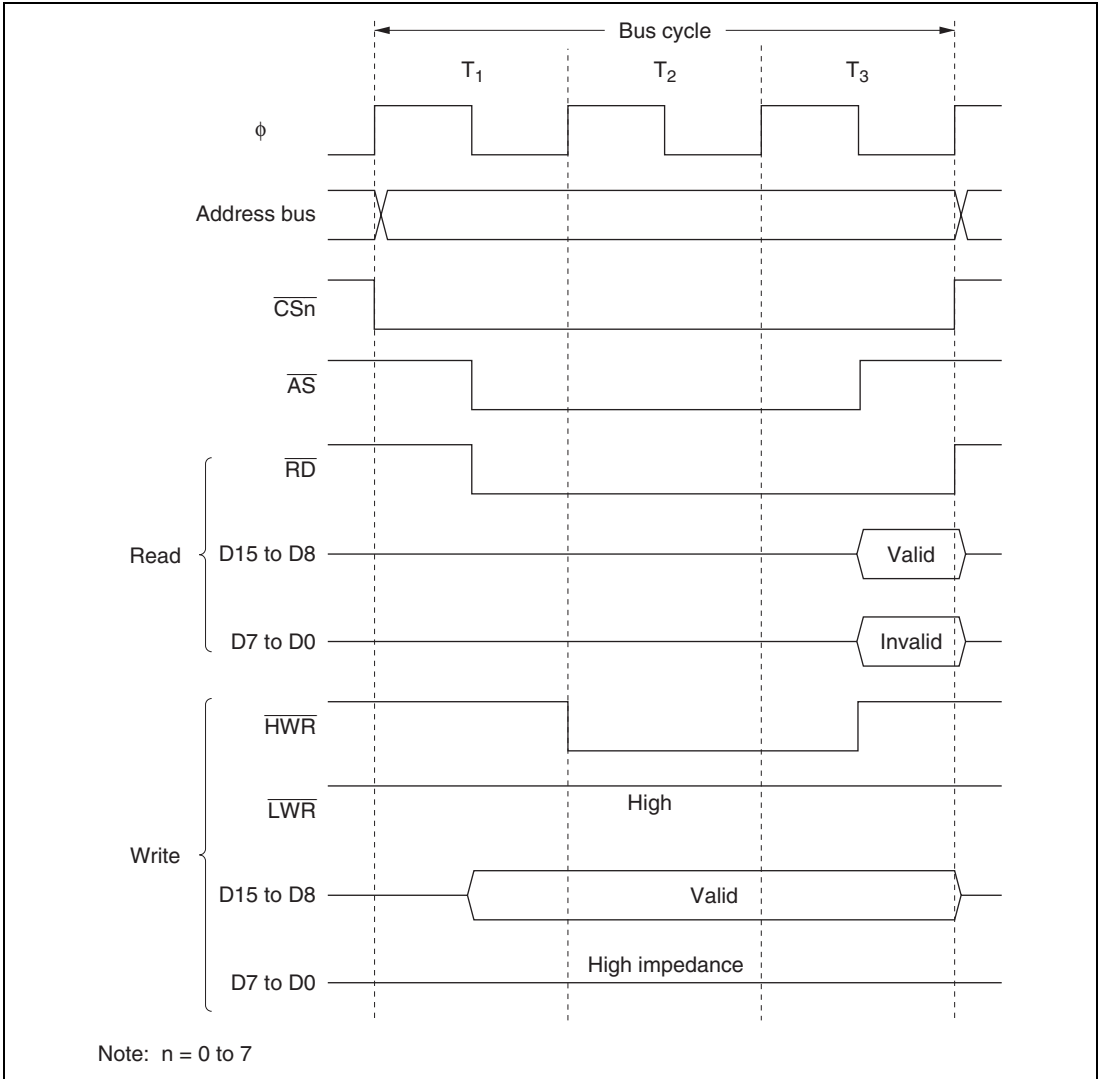 Bus cycle
T1 T2 T3
ϕ
Address bus
CSn
AS
RD
Read D15 to D8 Valid
D7 to D0 Invalid
HWR
LWR High
Write
D15 to D8 Valid
D7 to D0 High impedance
Note: n = 0 to 7